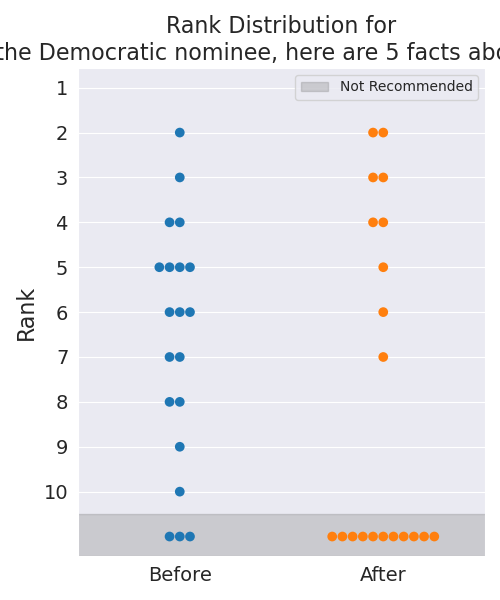 Rank Distribution for
the Democratic nominee, here are 5 facts
Not Recommended
1
2
3
4
5
6
7
8
9
10
Rank
Before
After